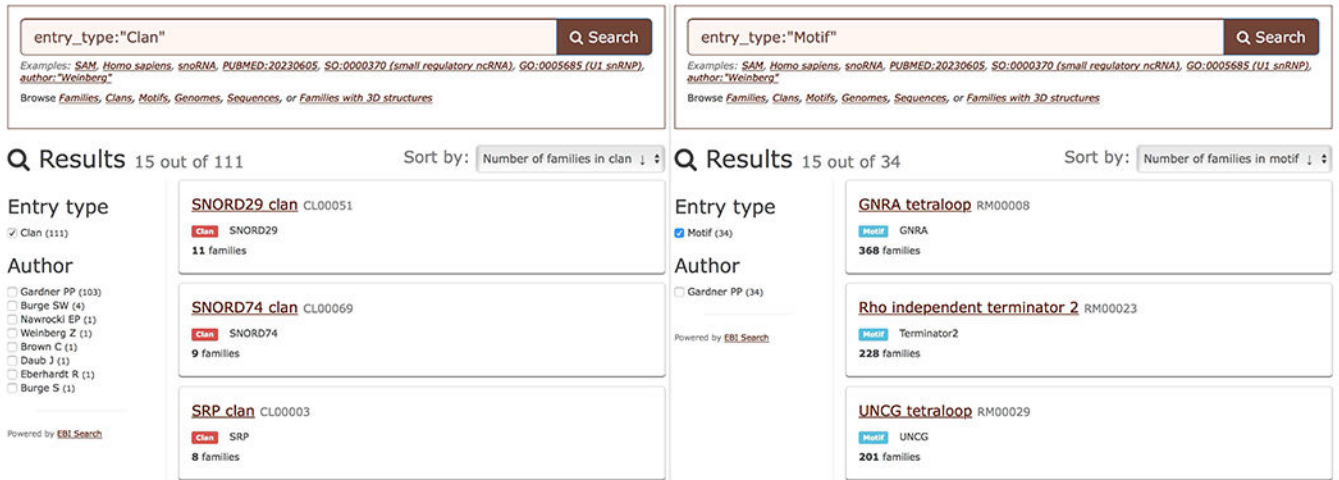 entry_type:"Clan"
Search
Examples: SAM, Homo sapiens, snoRNA, PUBMED:20230605, SO:0000370 (small regulatory ncRNA), GO:0005685 (U1 snRNP),
author:"Weinberg"
Browse Families, Clans, Motifs, Genomes, Sequences, or Families with 3D structures
Results 15 out of 111
Sort by: Number of families in clan ↓
Entry type
Clan (111)
Author
Gardner PP (103)
Burge SW (4)
Nawrocki EP (1)
Weinberg Z (1)
Brown C (1)
Daub J (1)
Eberhardt R (1)
Burge S (1)
Powered by EBI Search
SNORD29 clan CL00051
Clan SNORD29
11 families
SNORD74 clan CL00069
Clan SNORD74
9 families
SRP clan CL00003
Clan SRP
8 families
entry_type:"Motif"
Search
Examples: SAM, Homo sapiens, snoRNA, PUBMED:20230605, SO:0000370 (small regulatory ncRNA), GO:0005685 (U1 snRNP),
author:"Weinberg"
Browse Families, Clans, Motifs, Genomes, Sequences, or Families with 3D structures
Results 15 out of 34
Sort by: Number of families in motif ↓
Entry type
Motif (34)
Author
Gardner PP (34)
Powered by EBI Search
GNRA tetraloop RM00008
Motif GNRA
368 families
Rho independent terminator 2 RM00023
Motif Terminator2
228 families
UNCG tetraloop RM00029
Motif UNCG
201 families